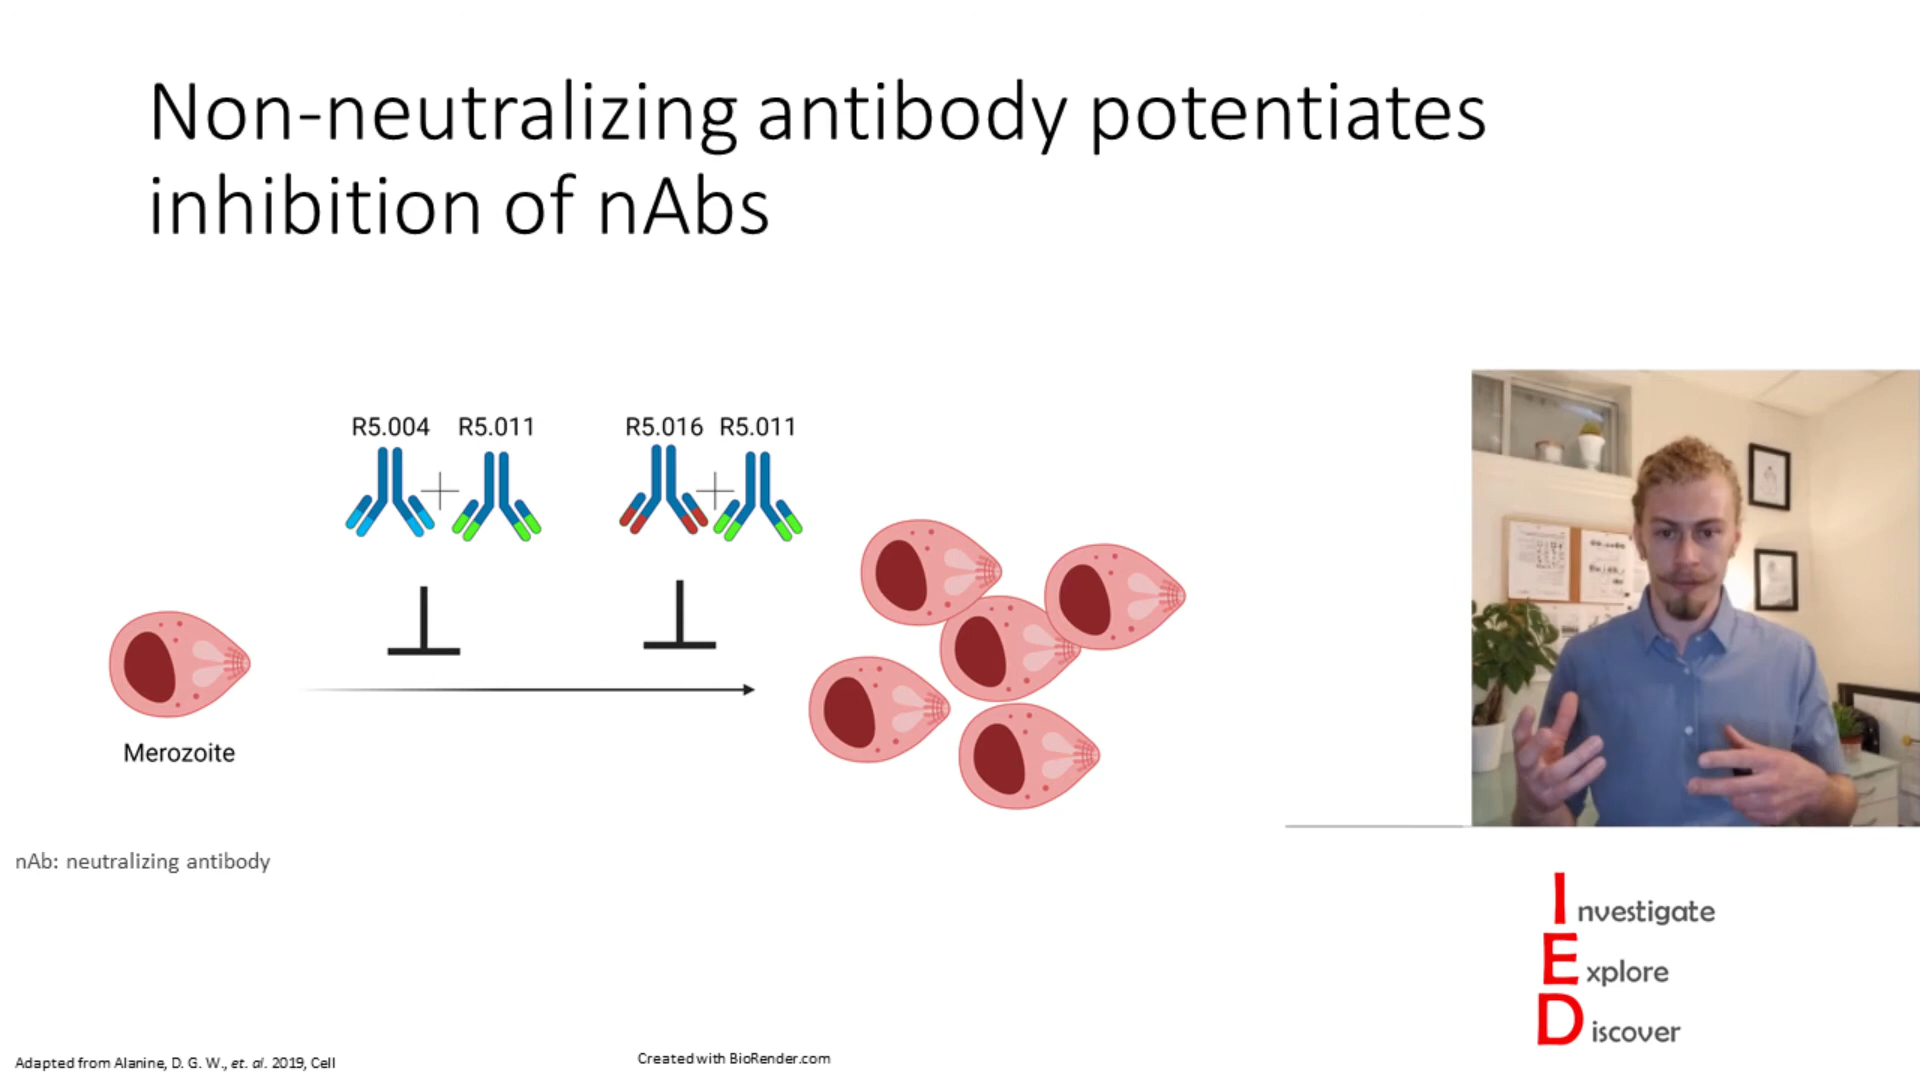 Non-neutralizing antibody potentiates
inhibition of nAbs
R5.004 R5.011 R5.016 R5.011
Merozoite
nAb: neutralizing antibody
Investigate
Explore
Discover
Adapted from Alanine, D. G. W., et. al. 2019, Cell
Created with BioRender.com